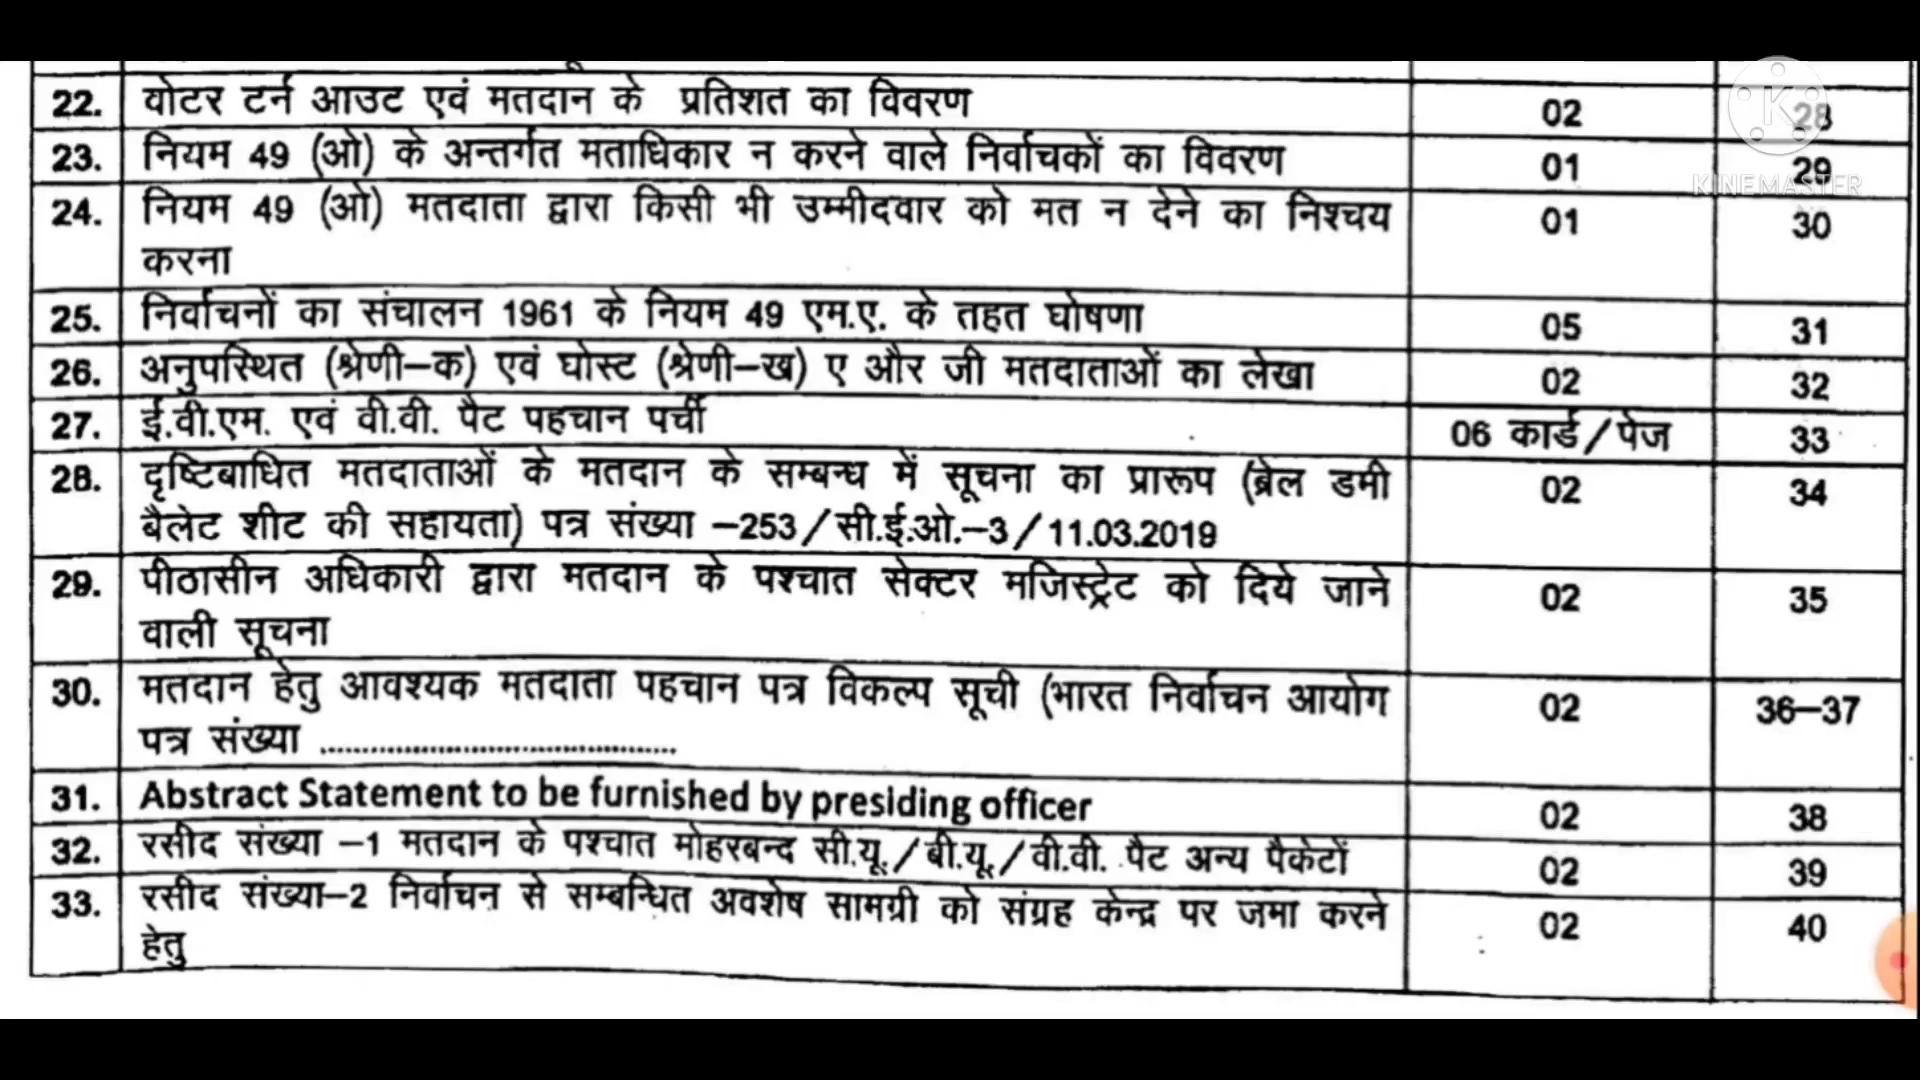 22. वोटर टर्न आउट एवं मतदान के प्रतिशत का विवरण 02 28
23. नियम 49 (ओ) के अन्तर्गत मताधिकार न करने वाले निर्वाचकों का विवरण 01 29
KINEMASTER
24. नियम 49 (ओ) मतदाता द्वारा किसी भी उम्मीदवार को मत न देने का निश्चय 01 30
करना
25. निर्वाचनों का संचालन 1961 के नियम 49 एम.ए. के तहत घोषणा 05 31
26. अनुपस्थित (श्रेणी–क) एवं घोस्ट (श्रेणी–ख) ए और जी मतदाताओं का लेखा 02 32
27. ई.वी.एम. एवं वी.वी. पैट पहचान पर्ची 06 कार्ड/पेज 33
28. दृष्टिबाधित मतदाताओं के मतदान के सम्बन्ध में सूचना का प्रारूप (ब्रेल डमी 02 34
बैलेट शीट की सहायता) पत्र संख्या –253/सी.ई.ओ.–3/11.03.2019
29. पीठासीन अधिकारी द्वारा मतदान के पश्चात सेक्टर मजिस्ट्रेट को दिये जाने 02 35
वाली सूचना
30. मतदान हेतु आवश्यक मतदाता पहचान पत्र विकल्प सूची (भारत निर्वाचन आयोग 02 36–37
पत्र संख्या ........................................
31. Abstract Statement to be furnished by presiding officer 02 38
32. रसीद संख्या –1 मतदान के पश्चात मोहरबन्द सी.यू./बी.यू./वी.वी. पैट अन्य पैकेटों 02 39
33. रसीद संख्या–2 निर्वाचन से सम्बन्धित अवशेष सामग्री को संग्रह केन्द्र पर जमा करने 02 40
हेतु